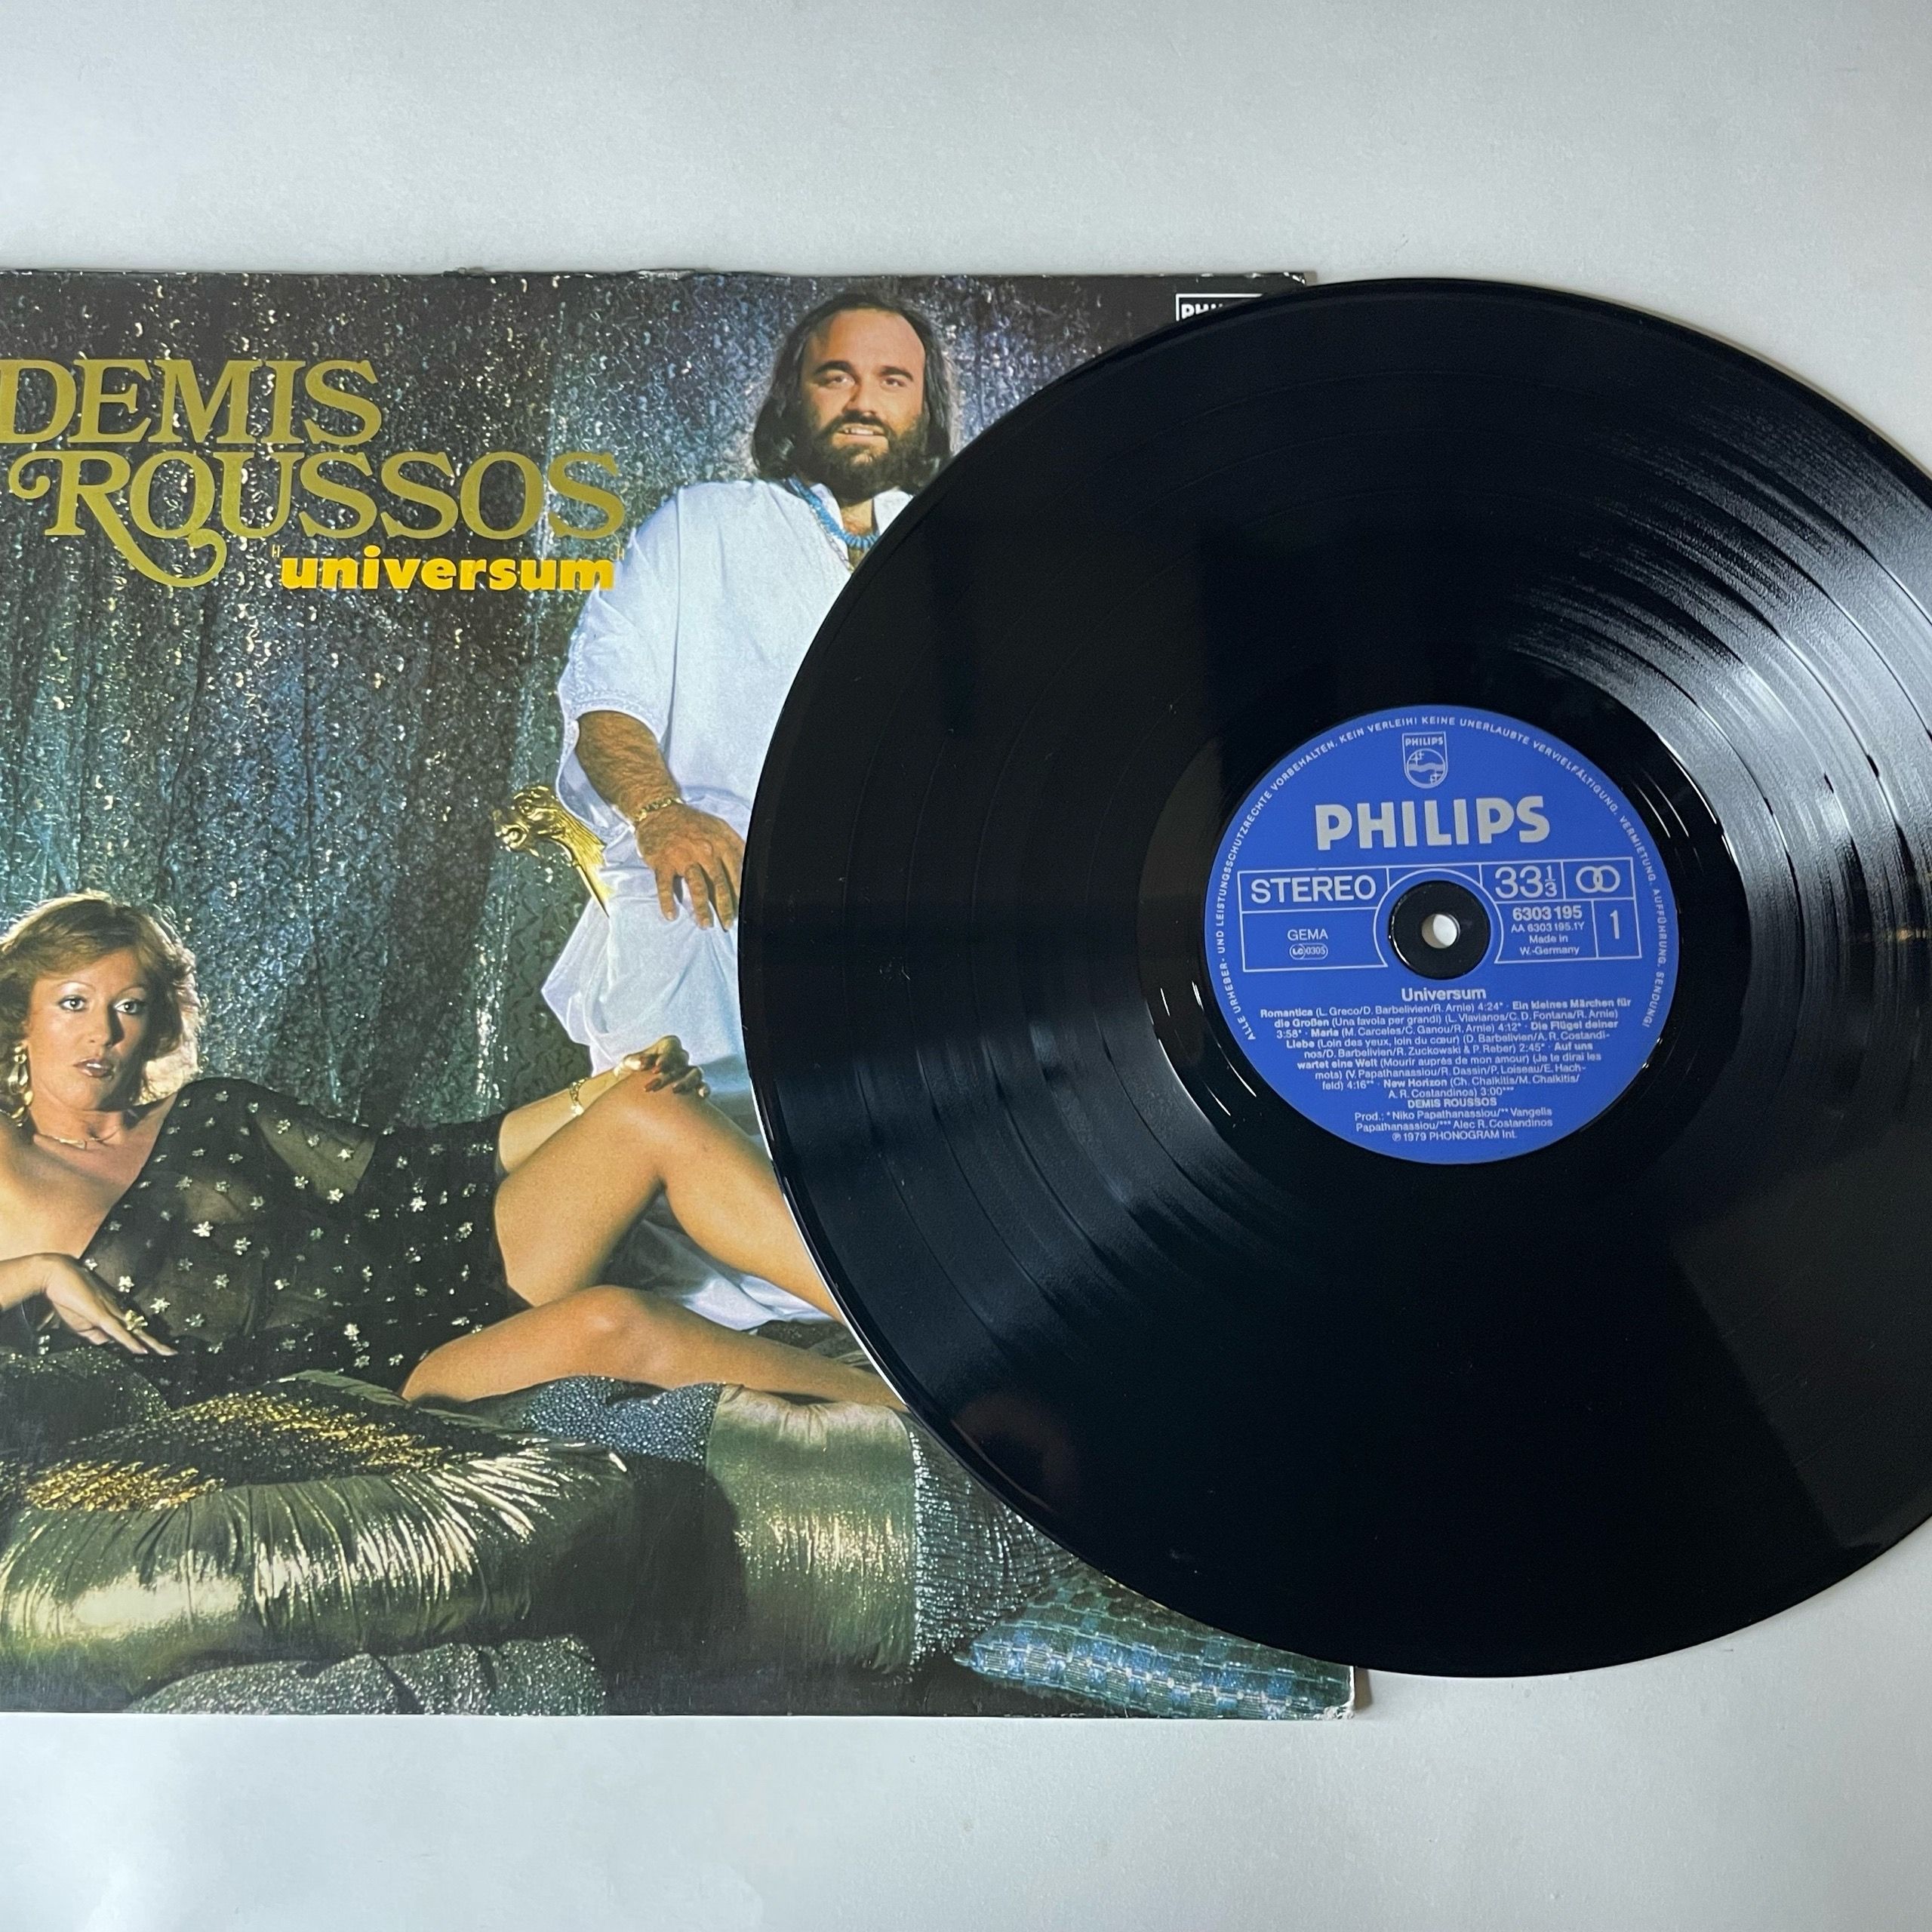 DEMIS
ROUSSOS
"universum"
ALLE URHEBER- UND LEISTUNGSSCHUTZRECHTE VORBEHALTEN. KEIN VERLEIH! KEINE UNERLAUBTE VERVIELFÄLTIGUNG, VERMIETUNG, AUFFÜHRUNG, SENDUNG!
PHILIPS
PHILIPS
STEREO
33⅓
6303 195
AA 6303 195.1Y
Made in
W.-Germany
1
GEMA
LC 0305
Universum
Romantica (L. Greco/D. Barbelivien/R. Arnie) 4:24* · Ein kleines Märchen für
die Großen (Una favola per grandi) (L. Vlavianos/C. D. Fontana/R. Arnie)
3:58* · Maria (M. Carceles/C. Ganou/R. Arnie) 4:12* · Die Flügel deiner
Liebe (Loin des yeux, loin du cœur) (D. Barbelivien/A. R. Costandi-
nos/D. Barbelivien/R. Zuckowski & P. Reber) 2:45* · Auf uns
wartet eine Welt (Mourir auprès de mon amour) (Je te dirai les
mots) (V. Papathanassiou/R. Dassin/P. Loiseau/E. Hach-
feld) 4:16** · New Horizon (Ch. Chalkitis/M. Chalkitis/
A. R. Costandinos) 3:00***
DEMIS ROUSSOS
Prod.: *Niko Papathanassiou/** Vangelis
Papathanassiou/*** Alec R. Costandinos
℗ 1979 PHONOGRAM Int.